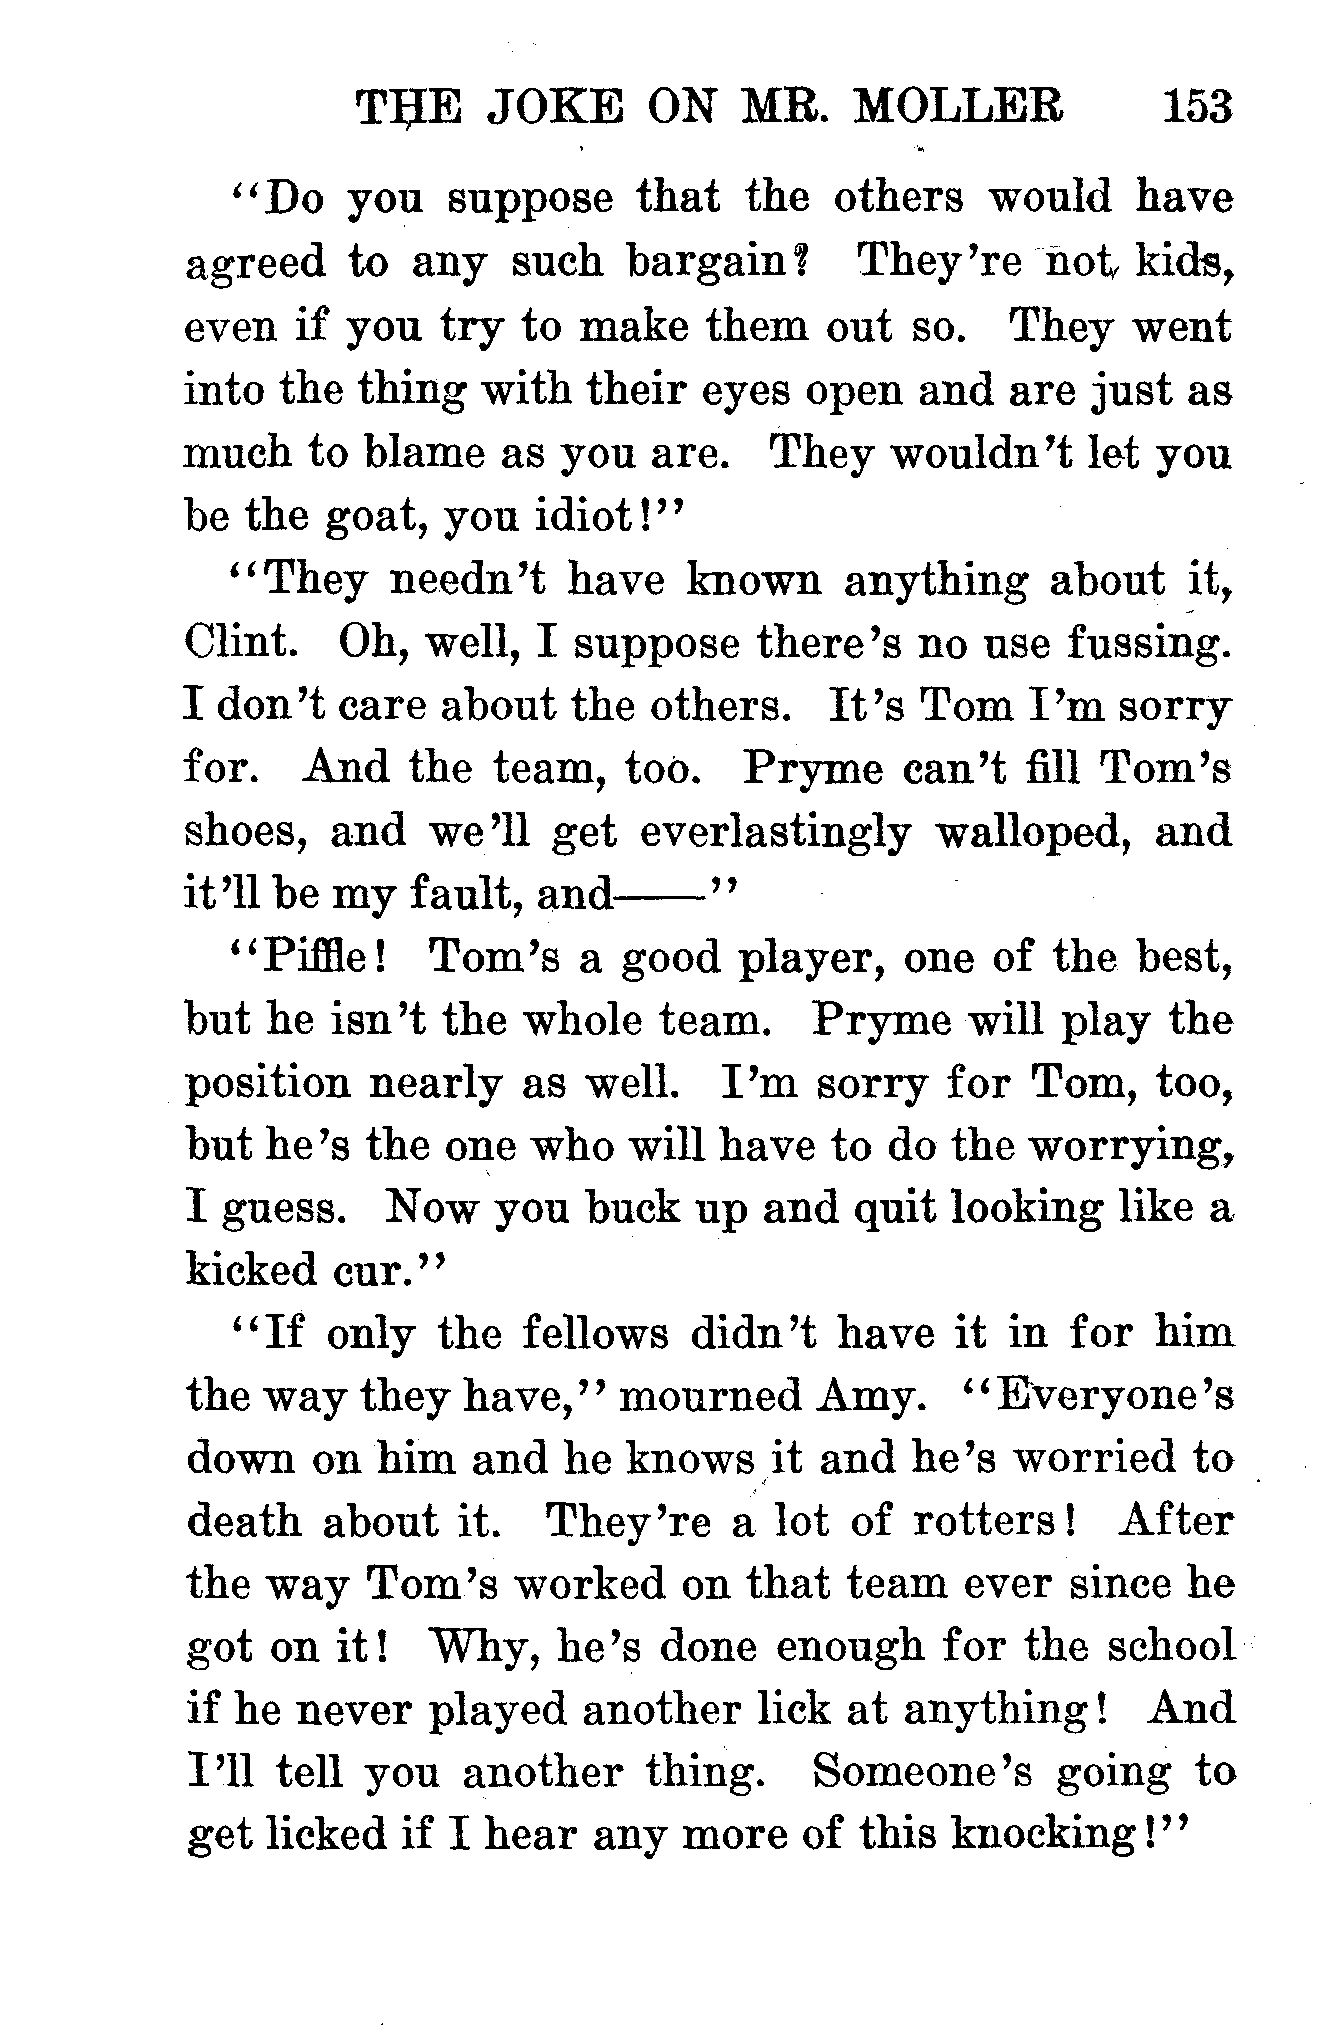 THE JOKE ON MR. MOLLER 153
"Do you suppose that the others would have
agreed to any such bargain? They're not kids,
even if you try to make them out so. They went
into the thing with their eyes open and are just as
much to blame as you are. They wouldn't let you
be the goat, you idiot!"
"They needn't have known anything about it,
Clint. Oh, well, I suppose there's no use fussing.
I don't care about the others. It's Tom I'm sorry
for. And the team, too. Pryme can't fill Tom's
shoes, and we'll get everlastingly walloped, and
it'll be my fault, and——"
"Piffle! Tom's a good player, one of the best,
but he isn't the whole team. Pryme will play the
position nearly as well. I'm sorry for Tom, too,
but he's the one who will have to do the worrying,
I guess. Now you buck up and quit looking like a
kicked cur."
"If only the fellows didn't have it in for him
the way they have," mourned Amy. "Everyone's
down on him and he knows it and he's worried to
death about it. They're a lot of rotters! After
the way Tom's worked on that team ever since he
got on it! Why, he's done enough for the school
if he never played another lick at anything! And
I'll tell you another thing. Someone's going to
get licked if I hear any more of this knocking!"